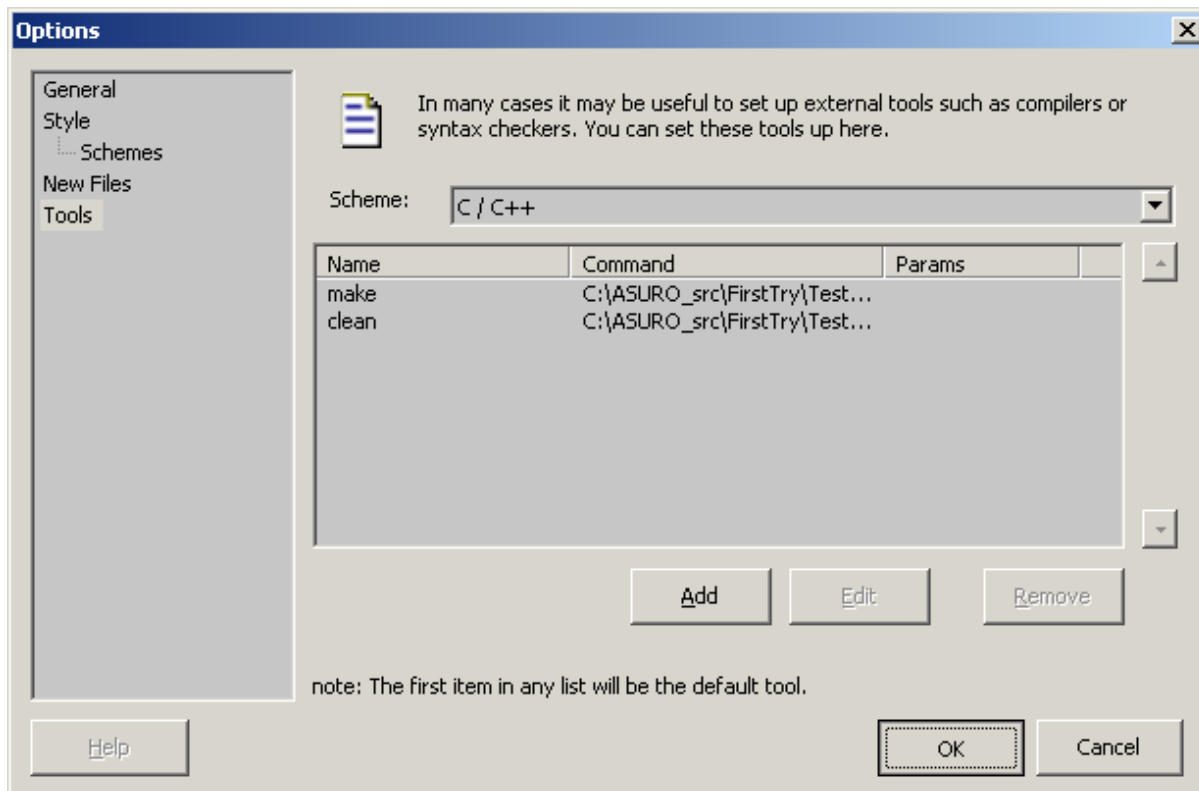 Options
General
Style
Schemes
New Files
Tools
In many cases it may be useful to set up external tools such as compilers or
syntax checkers. You can set these tools up here.
Scheme: C / C++
Name Command Params
make C:\ASURO_src\FirstTry\Test...
clean C:\ASURO_src\FirstTry\Test...
Add Edit Remove
note: The first item in any list will be the default tool.
Help OK Cancel